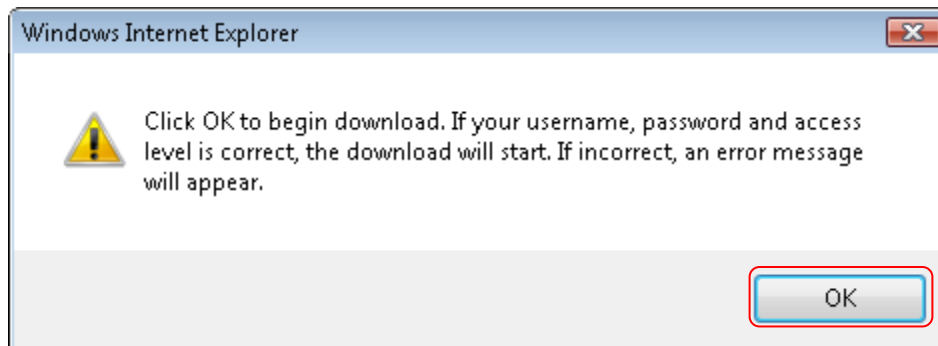 Windows Internet Explorer
Click OK to begin download. If your username, password and access
level is correct, the download will start. If incorrect, an error message
will appear.
OK